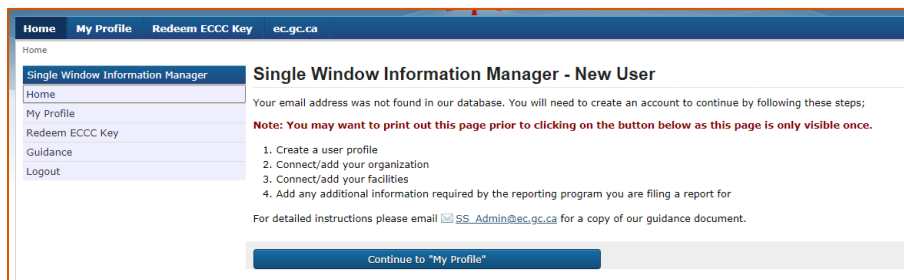 Home My Profile Redeem ECCC Key ec.gc.ca
Home
Single Window Information Manager
Home
My Profile
Redeem ECCC Key
Guidance
Logout
Single Window Information Manager - New User
Your email address was not found in our database. You will need to create an account to continue by following these steps;
Note: You may want to print out this page prior to clicking on the button below as this page is only visible once.
1. Create a user profile
2. Connect/add your organization
3. Connect/add your facilities
4. Add any additional information required by the reporting program you are filing a report for
For detailed instructions please email SS_Admin@ec.gc.ca for a copy of our guidance document.
Continue to "My Profile"